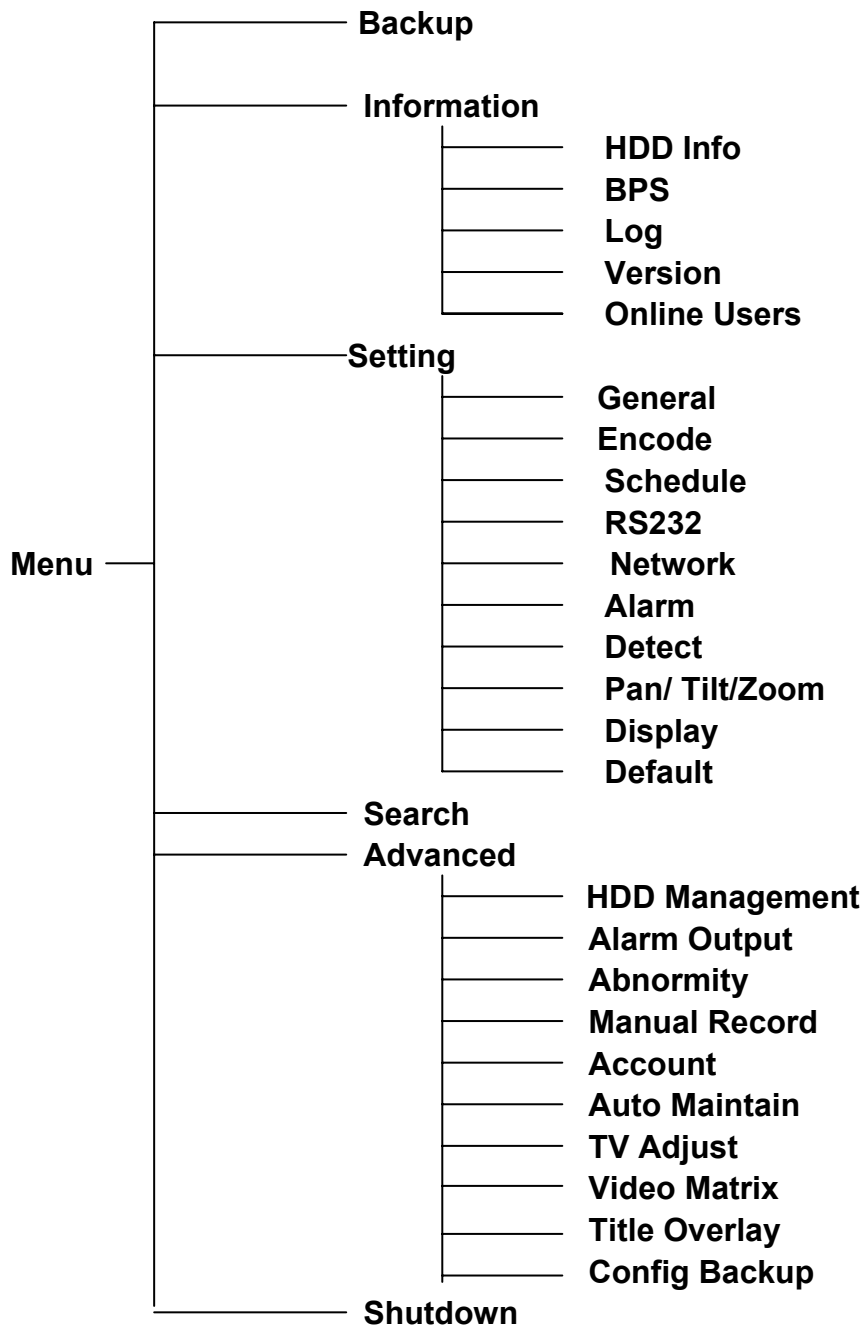 Backup
Information
HDD Info
BPS
Log
Version
Online Users
Setting
General
Encode
Schedule
RS232
Menu
Network
Alarm
Detect
Pan/ Tilt/Zoom
Display
Default
Search
Advanced
HDD Management
Alarm Output
Abnormity
Manual Record
Account
Auto Maintain
TV Adjust
Video Matrix
Title Overlay
Config Backup
Shutdown